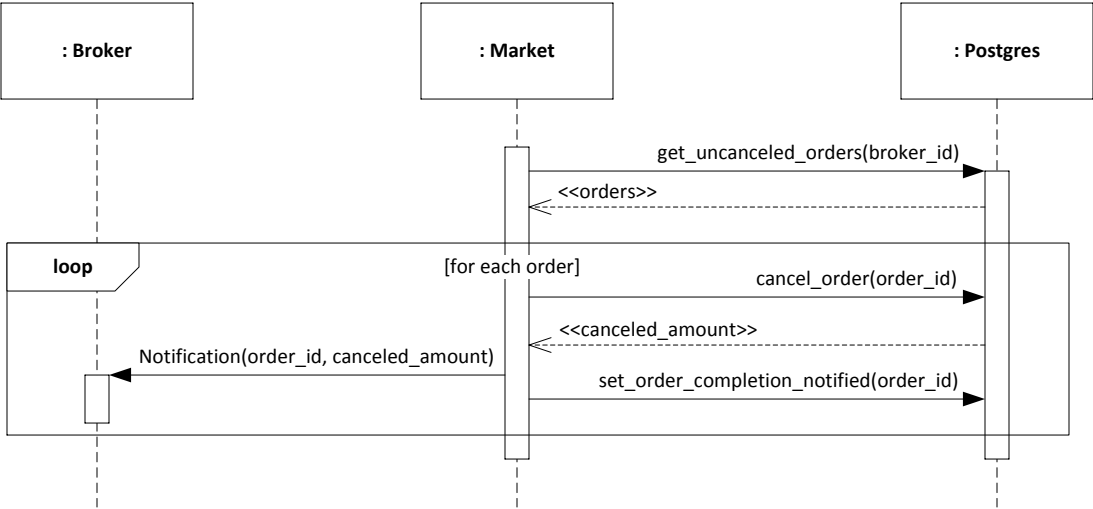 : Broker
: Market
: Postgres
get_uncanceled_orders(broker_id)
<<orders>>
loop
[for each order]
cancel_order(order_id)
<<canceled_amount>>
Notification(order_id, canceled_amount)
set_order_completion_notified(order_id)